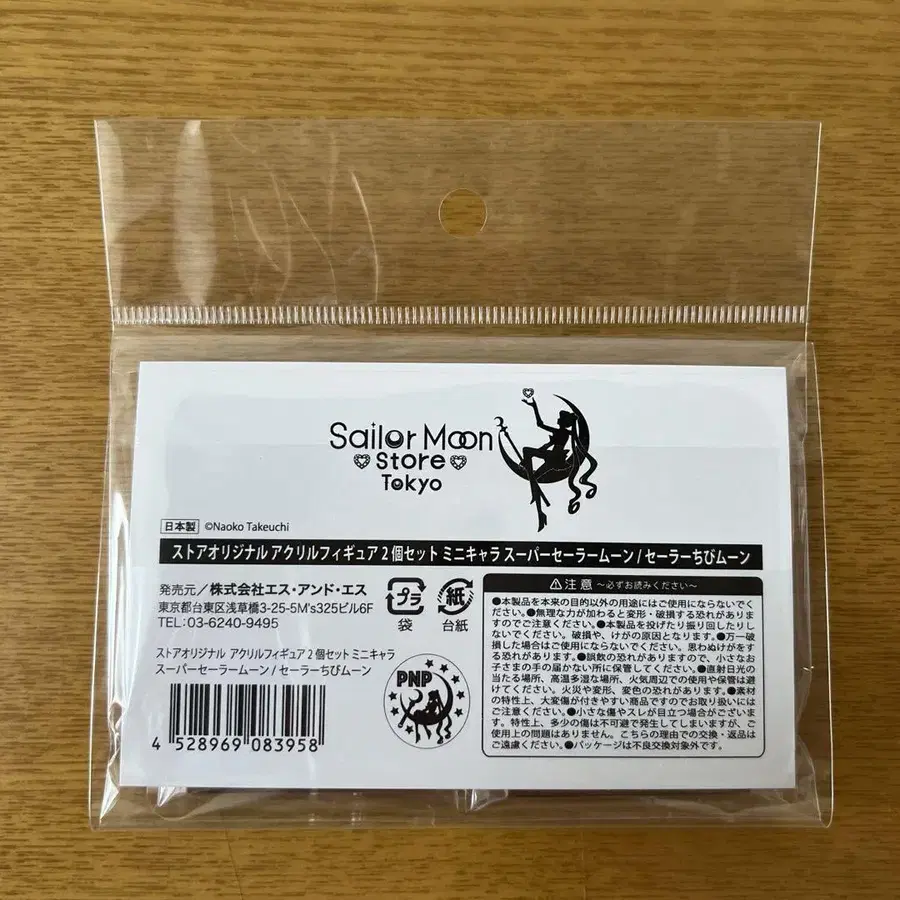 Sailor Moon
Store
Tokyo
日本製 ©Naoko Takeuchi
ストアオリジナル アクリルフィギュア2個セット ミニキャラ スーパーセーラームーン / セーラーちびムーン
発売元/株式会社エス・アンド・エス
東京都台東区浅草橋3-25-5M's325ビル6F
TEL:03-6240-9495
プラ
袋
紙
台紙
ストアオリジナル アクリルフィギュア2個セット ミニキャラ
スーパーセーラームーン / セーラーちびムーン
4 528969 083958
PNP
注意 ~必ずお読みください~
●本製品を本来の目的以外の用途にはご使用にならないでく
ださい。●無理な力が加わると変形・破損する恐れがありま
すのでご注意ください。●本製品を投げたり振り回したりし
ないでください。破損や、けがの原因となります。●万一破
損した場合はご使用にならないでください。思わぬけがをす
る恐れがあります。●誤飲の恐れがありますので、小さなお
子さまの手の届かない所に保管してください。●直射日光の
当たる場所、高温多湿な場所、火気周辺での使用や保管は避
けてください。火災や変形、変色の恐れがあります。●素材
の特性上、大変傷が付きやすい商品ですのでお取り扱いには
ご注意ください。●小さな傷やスレが目立つ場合がございま
す。特性上、多少の傷は不可避で発生してしまいますが、ご
使用上の問題はありません。こちらの理由での交換・返品は
ご遠慮ください。●パッケージは不良交換対象外です。